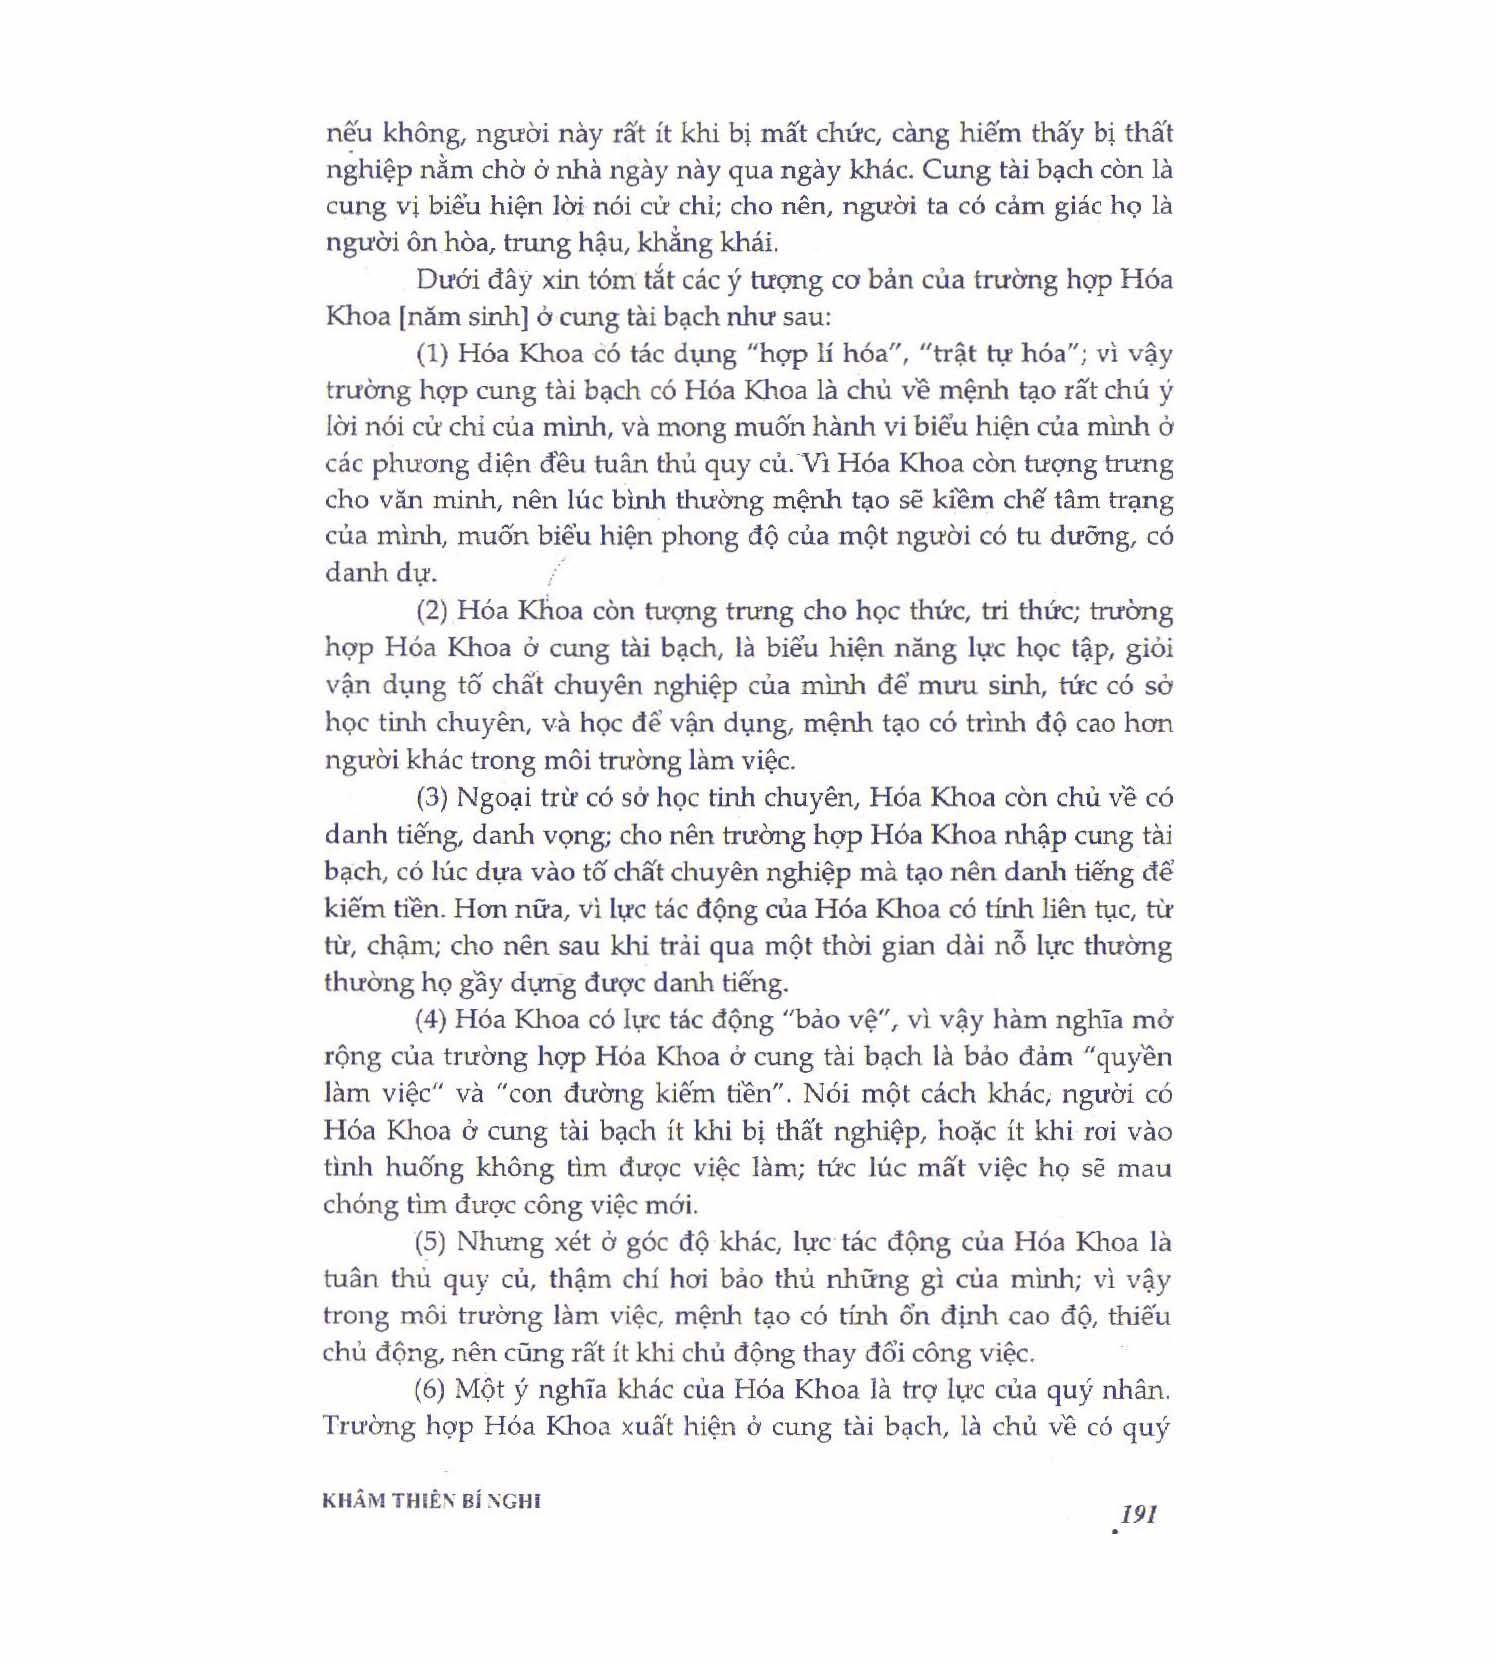 nếu không, người này rất ít khi bị mất chức, càng hiếm thấy bị thất
nghiệp nằm chờ ở nhà ngày này qua ngày khác. Cung tài bạch còn là
cung vị biểu hiện lời nói cử chỉ; cho nên, người ta có cảm giác họ là
người ôn hòa, trung hậu, khẳng khái.
Dưới đây xin tóm tắt các ý tượng cơ bản của trường hợp Hóa
Khoa [năm sinh] ở cung tài bạch như sau:
(1) Hóa Khoa có tác dụng "hợp lí hóa", "trật tự hóa"; vì vậy
trường hợp cung tài bạch có Hóa Khoa là chủ về mệnh tạo rất chú ý
lời nói cử chỉ của mình, và mong muốn hành vi biểu hiện của mình ở
các phương diện đều tuân thủ quy củ. Vì Hóa Khoa còn tượng trưng
cho văn minh, nên lúc bình thường mệnh tạo sẽ kiềm chế tâm trạng
của mình, muốn biểu hiện phong độ của một người có tu dưỡng, có
danh dự.
(2) Hóa Khoa còn tượng trưng cho học thức, tri thức; trường
hợp Hóa Khoa ở cung tài bạch, là biểu hiện năng lực học tập, giỏi
vận dụng tố chất chuyên nghiệp của mình để mưu sinh, tức có sở
học tinh chuyên, và học để vận dụng, mệnh tạo có trình độ cao hơn
người khác trong môi trường làm việc.
(3) Ngoại trừ có sở học tinh chuyên, Hóa Khoa còn chủ về có
danh tiếng, danh vọng; cho nên trường hợp Hóa Khoa nhập cung tài
bạch, có lúc dựa vào tố chất chuyên nghiệp mà tạo nên danh tiếng để
kiếm tiền. Hơn nữa, vì lực tác động của Hóa Khoa có tính liên tục, từ
từ, chậm; cho nên sau khi trải qua một thời gian dài nỗ lực thường
thường họ gầy dựng được danh tiếng.
(4) Hóa Khoa có lực tác động "bảo vệ", vì vậy hàm nghĩa mở
rộng của trường hợp Hóa Khoa ở cung tài bạch là bảo đảm "quyền
làm việc" và "con đường kiếm tiền". Nói một cách khác, người có
Hóa Khoa ở cung tài bạch ít khi bị thất nghiệp, hoặc ít khi rơi vào
tình huống không tìm được việc làm; tức lúc mất việc họ sẽ mau
chóng tìm được công việc mới.
(5) Nhưng xét ở góc độ khác, lực tác động của Hóa Khoa là
tuân thủ quy củ, thậm chí hơi bảo thủ những gì của mình; vì vậy
trong môi trường làm việc, mệnh tạo có tính ổn định cao độ, thiếu
chủ động, nên cũng rất ít khi chủ động thay đổi công việc.
(6) Một ý nghĩa khác của Hóa Khoa là trợ lực của quý nhân.
Trường hợp Hóa Khoa xuất hiện ở cung tài bạch, là chủ về có quý
KHÂM THIÊN BÍ NGHI
191